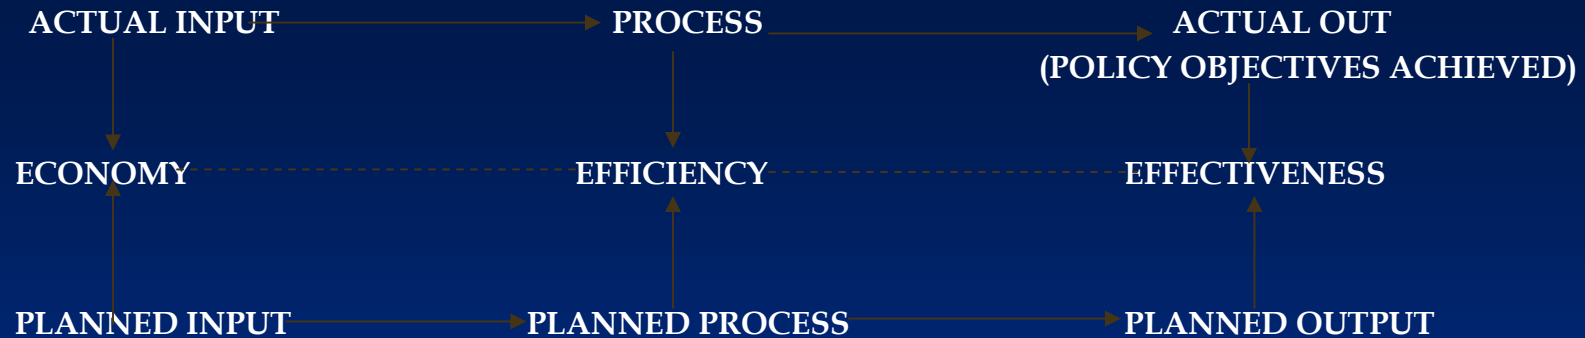 ACTUAL INPUT PROCESS ACTUAL OUT
(POLICY OBJECTIVES ACHIEVED)
ECONOMY EFFICIENCY EFFECTIVENESS
PLANNED INPUT PLANNED PROCESS PLANNED OUTPUT